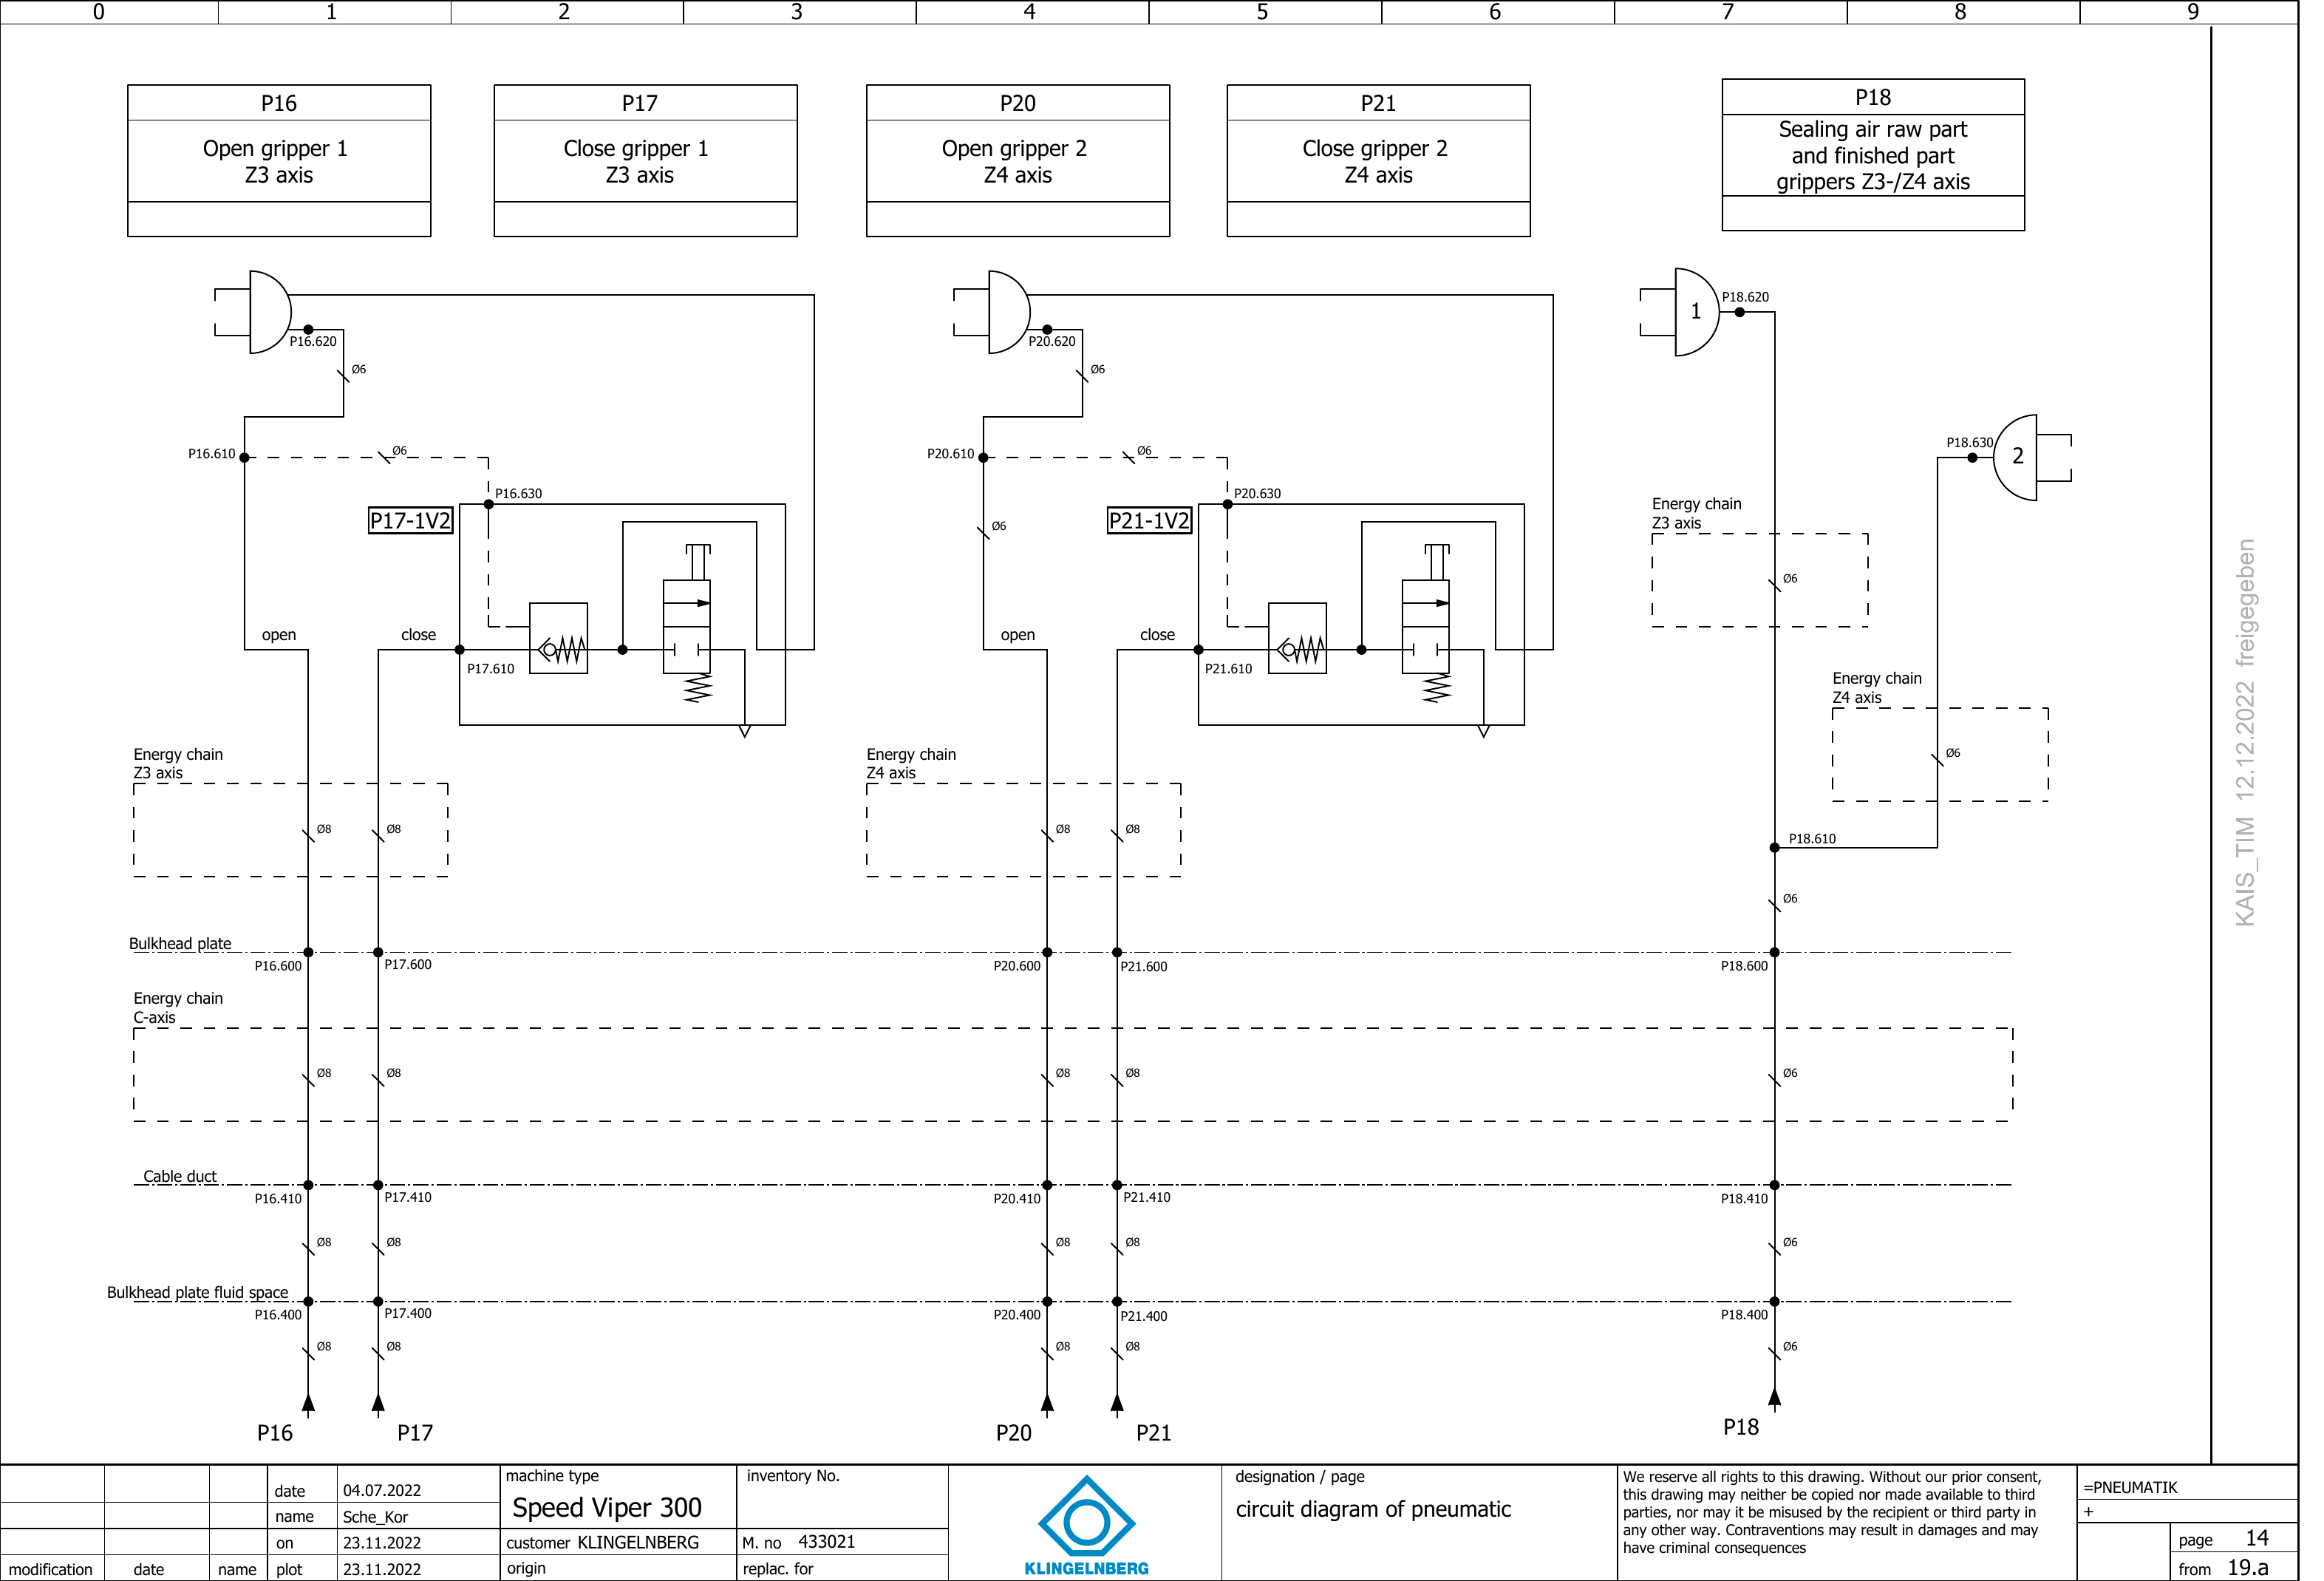 0 1 2 3 4 5 6 7 8 9
P16
Open gripper 1
Z3 axis
P17
Close gripper 1
Z3 axis
P20
Open gripper 2
Z4 axis
P21
Close gripper 2
Z4 axis
P18
Sealing air raw part
and finished part
grippers Z3-/Z4 axis
P16.620
Ø6
P16.610
Ø6
P16.630
P17-1V2
open
close
P17.610
P20.620
Ø6
P20.610
Ø6
P20.630
Ø6
P21-1V2
open
close
P21.610
1
P18.620
P18.630
2
Energy chain
Z3 axis
Ø6
Energy chain
Z4 axis
Ø6
P18.610
Ø6
Energy chain
Z3 axis
Ø8
Ø8
Energy chain
Z4 axis
Ø8
Ø8
Bulkhead plate
P16.600
P17.600
P20.600
P21.600
P18.600
Energy chain
C-axis
Ø8
Ø8
Ø8
Ø8
Ø6
Cable duct
P16.410
P17.410
P20.410
P21.410
P18.410
Ø8
Ø8
Ø8
Ø8
Ø6
Bulkhead plate fluid space
P16.400
P17.400
P20.400
P21.400
P18.400
Ø8
Ø8
Ø8
Ø8
Ø6
P16
P17
P20
P21
P18
KAIS_TIM 12.12.2022 freigegeben
modification date name
date 04.07.2022
name Sche_Kor
on 23.11.2022
plot 23.11.2022
machine type
Speed Viper 300
customer KLINGELNBERG
origin
inventory No.
M. no 433021
replac. for
KLINGELNBERG
designation / page
circuit diagram of pneumatic
We reserve all rights to this drawing. Without our prior consent,
this drawing may neither be copied nor made available to third
parties, nor may it be misused by the recipient or third party in
any other way. Contraventions may result in damages and may
have criminal consequences
=PNEUMATIK
+
page 14
from 19.a